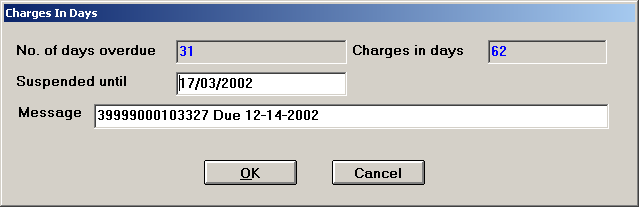 Charges In Days
No. of days overdue 31 Charges in days 62
Suspended until 17/03/2002
Message 39999000103327 Due 12-14-2002
OK Cancel